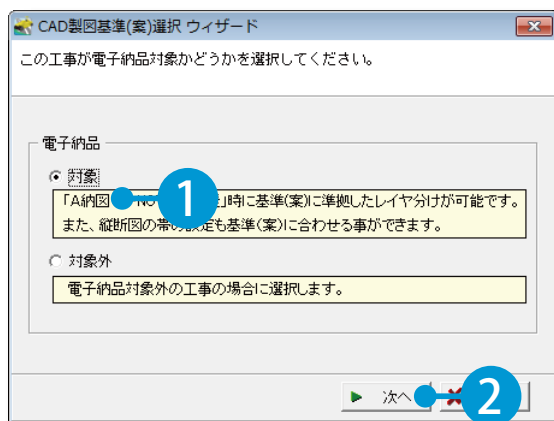 CAD製図基準(案)選択 ウィザード
この工事が電子納品対象かどうかを選択してください。
電子納品
対象
1
「A納図 NO 」時に基準(案)に準拠したレイヤ分けが可能です。
また、縦断図の帯の設定も基準(案)に合わせる事ができます。
対象外
電子納品対象外の工事の場合に選択します。
次へ
2